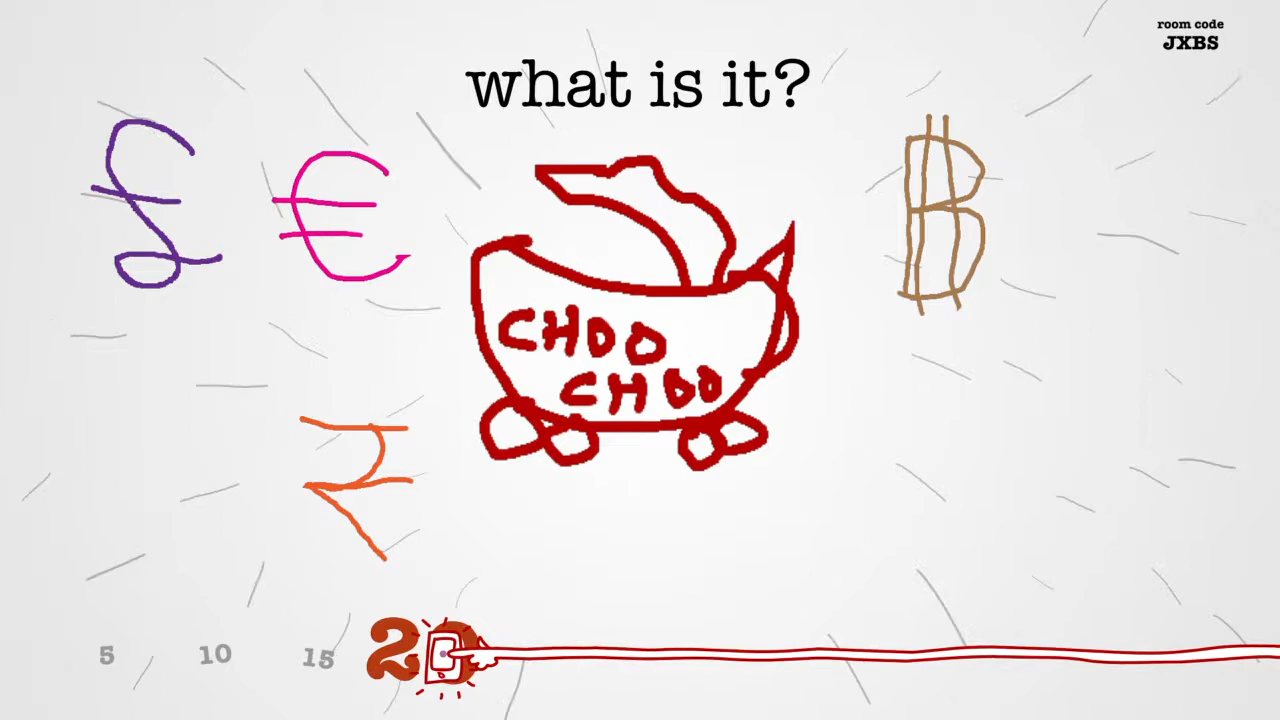 room code
JXBS
what is it?
£ € ₿
CHOO
CHOO
₹
5 10 15 20